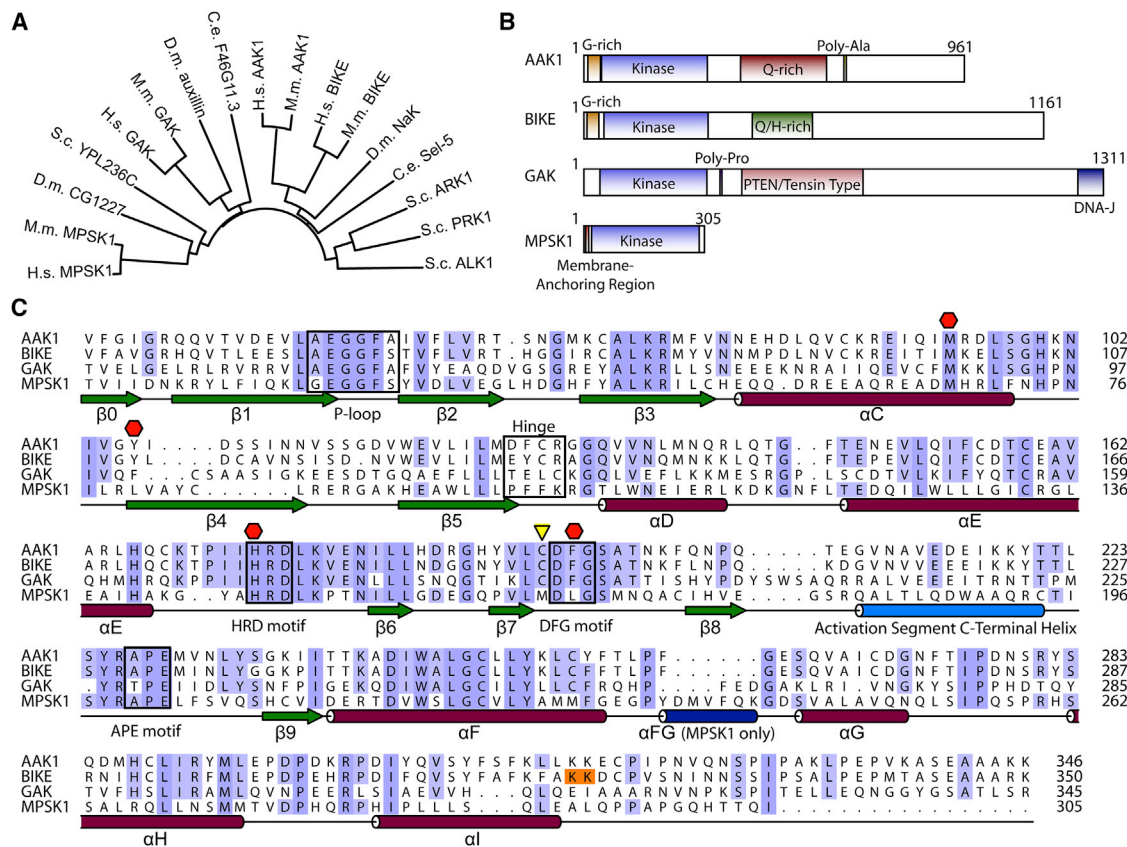 A
H.s. MPSK1
M.m. MPSK1
D.m. CG1227
S.c. YPL236C
H.s. GAK
M.m. GAK
D.m. auxillin
C.e. F46G11.3
H.s. AAK1
M.m. AAK1
H.s. BIKE
M.m. BIKE
D.m. NaK
C.e. Sel-5
S.c. ARK1
S.c. PRK1
S.c. ALK1
B
1 G-rich Poly-Ala 961
AAK1 Kinase Q-rich
1 G-rich 1161
BIKE Kinase Q/H-rich
1 Poly-Pro 1311
GAK Kinase PTEN/Tensin Type
DNA-J
1 305
MPSK1 Kinase
Membrane-
Anchoring Region
C
AAK1 VFGIGRQQVTVDEVLAEGGFAIVFLVRT.SNGMKCALKRMFVNNEHDLQVCKREIQIMRDLSGHKN 102
BIKE VFAVGRHQVTLEESLAEGGFSTVFLVRT.HGGIRCALKRMYVNNMPDLNVCKREITIMKELSGHKN 107
GAK TVELGELRLRVRRVLAEGGFAFVYEAQDVGSGREYALKRLLSNEEEKNRAIIQEVCFMKKLSGHPN 97
MPSK1 TVIIDNKRYLFIQKLGEGGFSYVDLVEGLHDGHFYALKRILCHEQQ.DREEAQREADMHRLFNHPN 76
β0 β1 P-loop β2 β3 αC
Hinge
AAK1 IVGYI....DSSINNVSSGDVWEVLILMDFCRGGQVVNLMNQRLQTG..FTENEVLQIFCDTCEAV 162
BIKE IVGYL....DCAVNSISD.NVWEVLILMEYCRAGQVVNQMNKKLQTG..FTEPEVLQIFCDTCEAV 166
GAK IVQF...CSAASIGKEESDTGQAEFLLLTELCKGQLVEFLKKMESRGP.LSCDTVLKIFYQTCRAV 159
MPSK1 ILRLVAYC......LRERGAKHEAWLLLPFFKRGTLWNEIERLKDKGNFLTEDQILWLLLGICRGL 136
β4 β5 αD αE
AAK1 ARLHQCKTPIIHRDLKVENILLHDRGHYVLCDFGSATNKFQNPQ.....TEGVNAVEDEIKKYTTL 223
BIKE ARLHQCKTPIIHRDLKVENILLNDGGNYVLCDFGSATNKFLNPQ.....KDGVNVVEEEIKKYTTL 227
GAK QHMHRQKPPIIHRDLKVENLLLSNQGTIKLCDFGSATTISHYPDYSWSAQRRALVEEEITRNTTPM 225
MPSK1 EAIHAKG..YAHRDLKPTNILLGDEGQPVLMDLGSMNQACIHVE.....GSRQALTLQDWAAQRCTI 196
αE HRD motif β6 β7 DFG motif β8 Activation Segment C-Terminal Helix
AAK1 SYRAPEMVNLYSGKIITTKADIWALGCLLYKLCYFTLPF......GESQVAICDGNFTIPDNSRYS 283
BIKE SYRAPEMINLYGGKPITTKADIWALGCLLYKLCFFTLPF......GESQVAICDGNFTIPDNSRYS 287
GAK .YRTPEIIDLYSNFPIGEKQDIWALGCILYLLCFRQHPF.....FEDGAKLRI.VNGKYSIPPHDTQY 285
MPSK1 SYRAPELFSVQSHCVIDERTDVWSLGCVLYAMMFGEGPYDMVFQKGDSVALAVQNQLSIPQSPRHS 262
APE motif β9 αF αFG (MPSK1 only) αG
AAK1 QDMHCLIRYMLEPDPDKRPDIYQVSYFSFKLLKKECPIPNVQNSPIPAKLPEPVKASEAAAKK 346
BIKE RNIHCLIRFMLEPDPEHRPDIFQVSYFAFKFAKKDCPVSNINNSSIPSALPEPMTASEAAARK 350
GAK TVFHSLIRAMLQVNPEERLSIAEVVH...QLQEIAAARNVNPKSPITELLEQNGGYGSATLSR 345
MPSK1 SALRQLLNSMMTVDPHQRPHIPLLLS...QLEALQPPAPGQHTTQI................. 305
αH αI